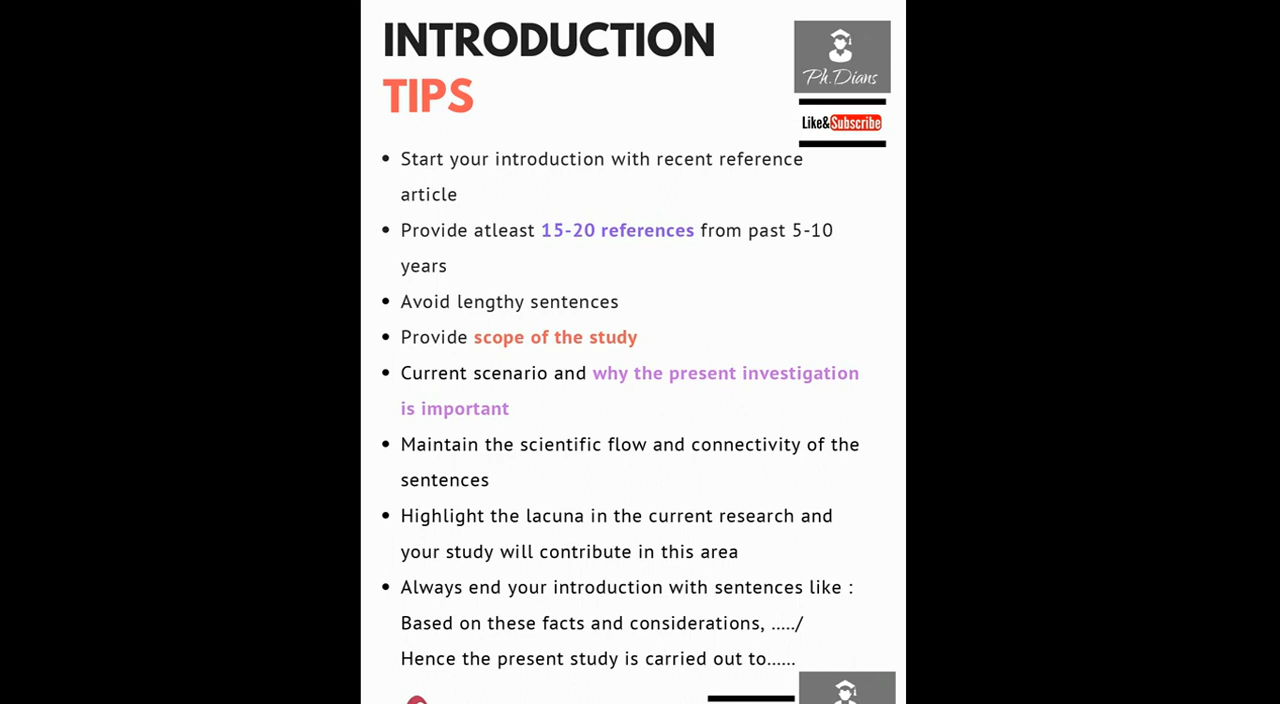 INTRODUCTION
TIPS
Ph.Dians
Like&Subscribe
• Start your introduction with recent reference
article
• Provide atleast 15-20 references from past 5-10
years
• Avoid lengthy sentences
• Provide scope of the study
• Current scenario and why the present investigation
is important
• Maintain the scientific flow and connectivity of the
sentences
• Highlight the lacuna in the current research and
your study will contribute in this area
• Always end your introduction with sentences like :
Based on these facts and considerations, ...../
Hence the present study is carried out to......